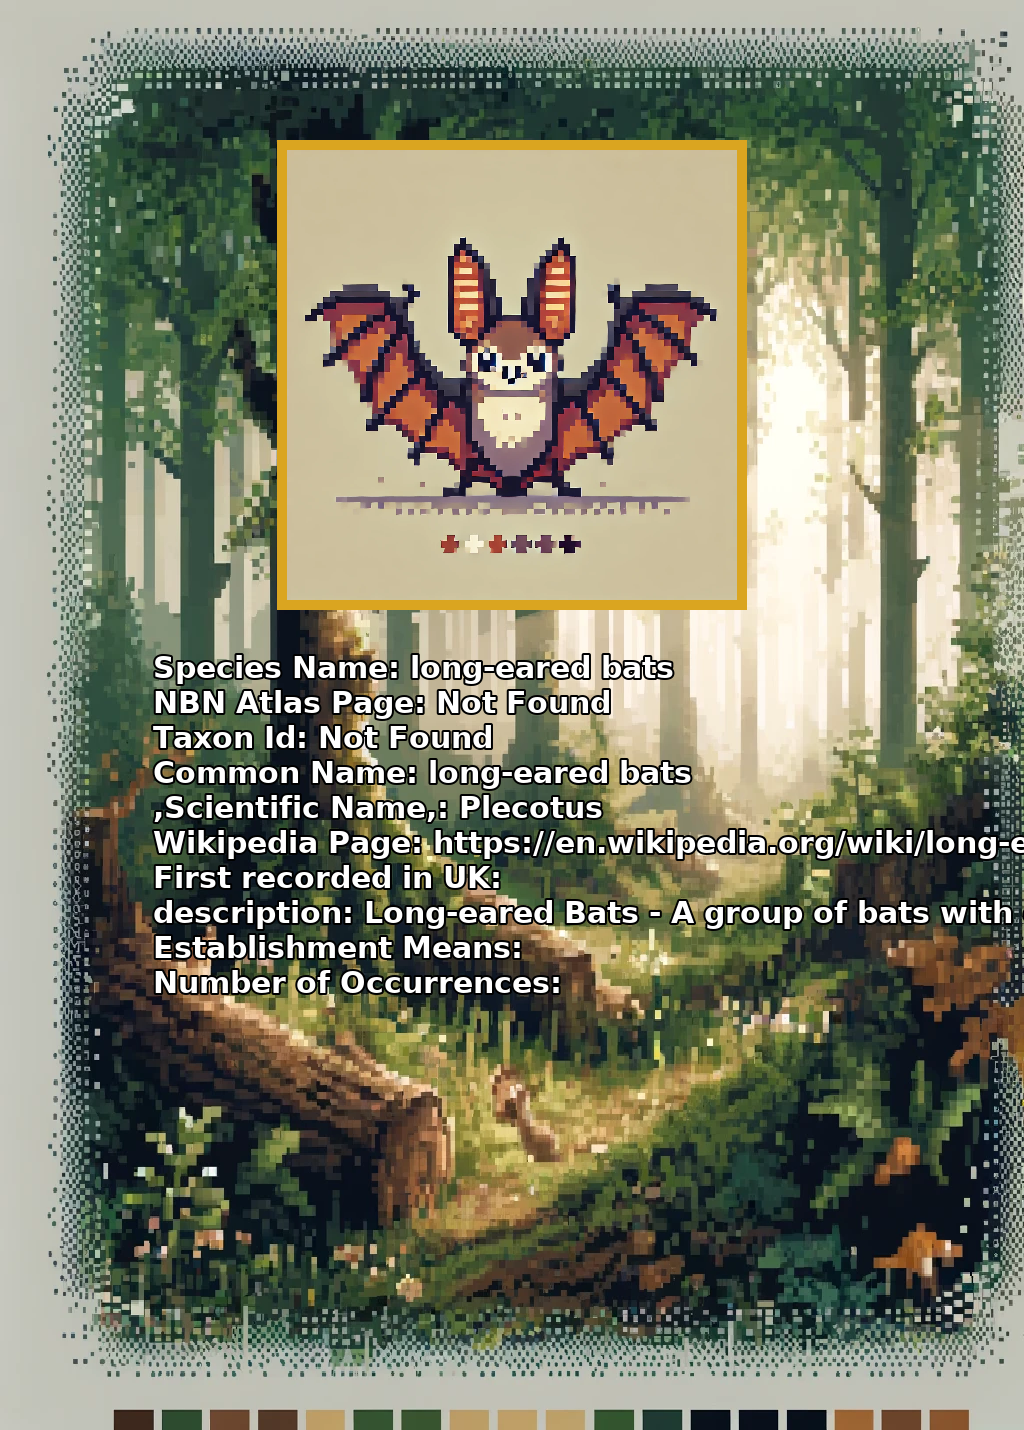 Species Name: long-eared bats
NBN Atlas Page: Not Found
Taxon Id: Not Found
Common Name: long-eared bats
,Scientific Name,: Plecotus
Wikipedia Page: https://en.wikipedia.org/wiki/long-e
First recorded in UK:
description: Long-eared Bats - A group of bats with
Establishment Means:
Number of Occurrences: